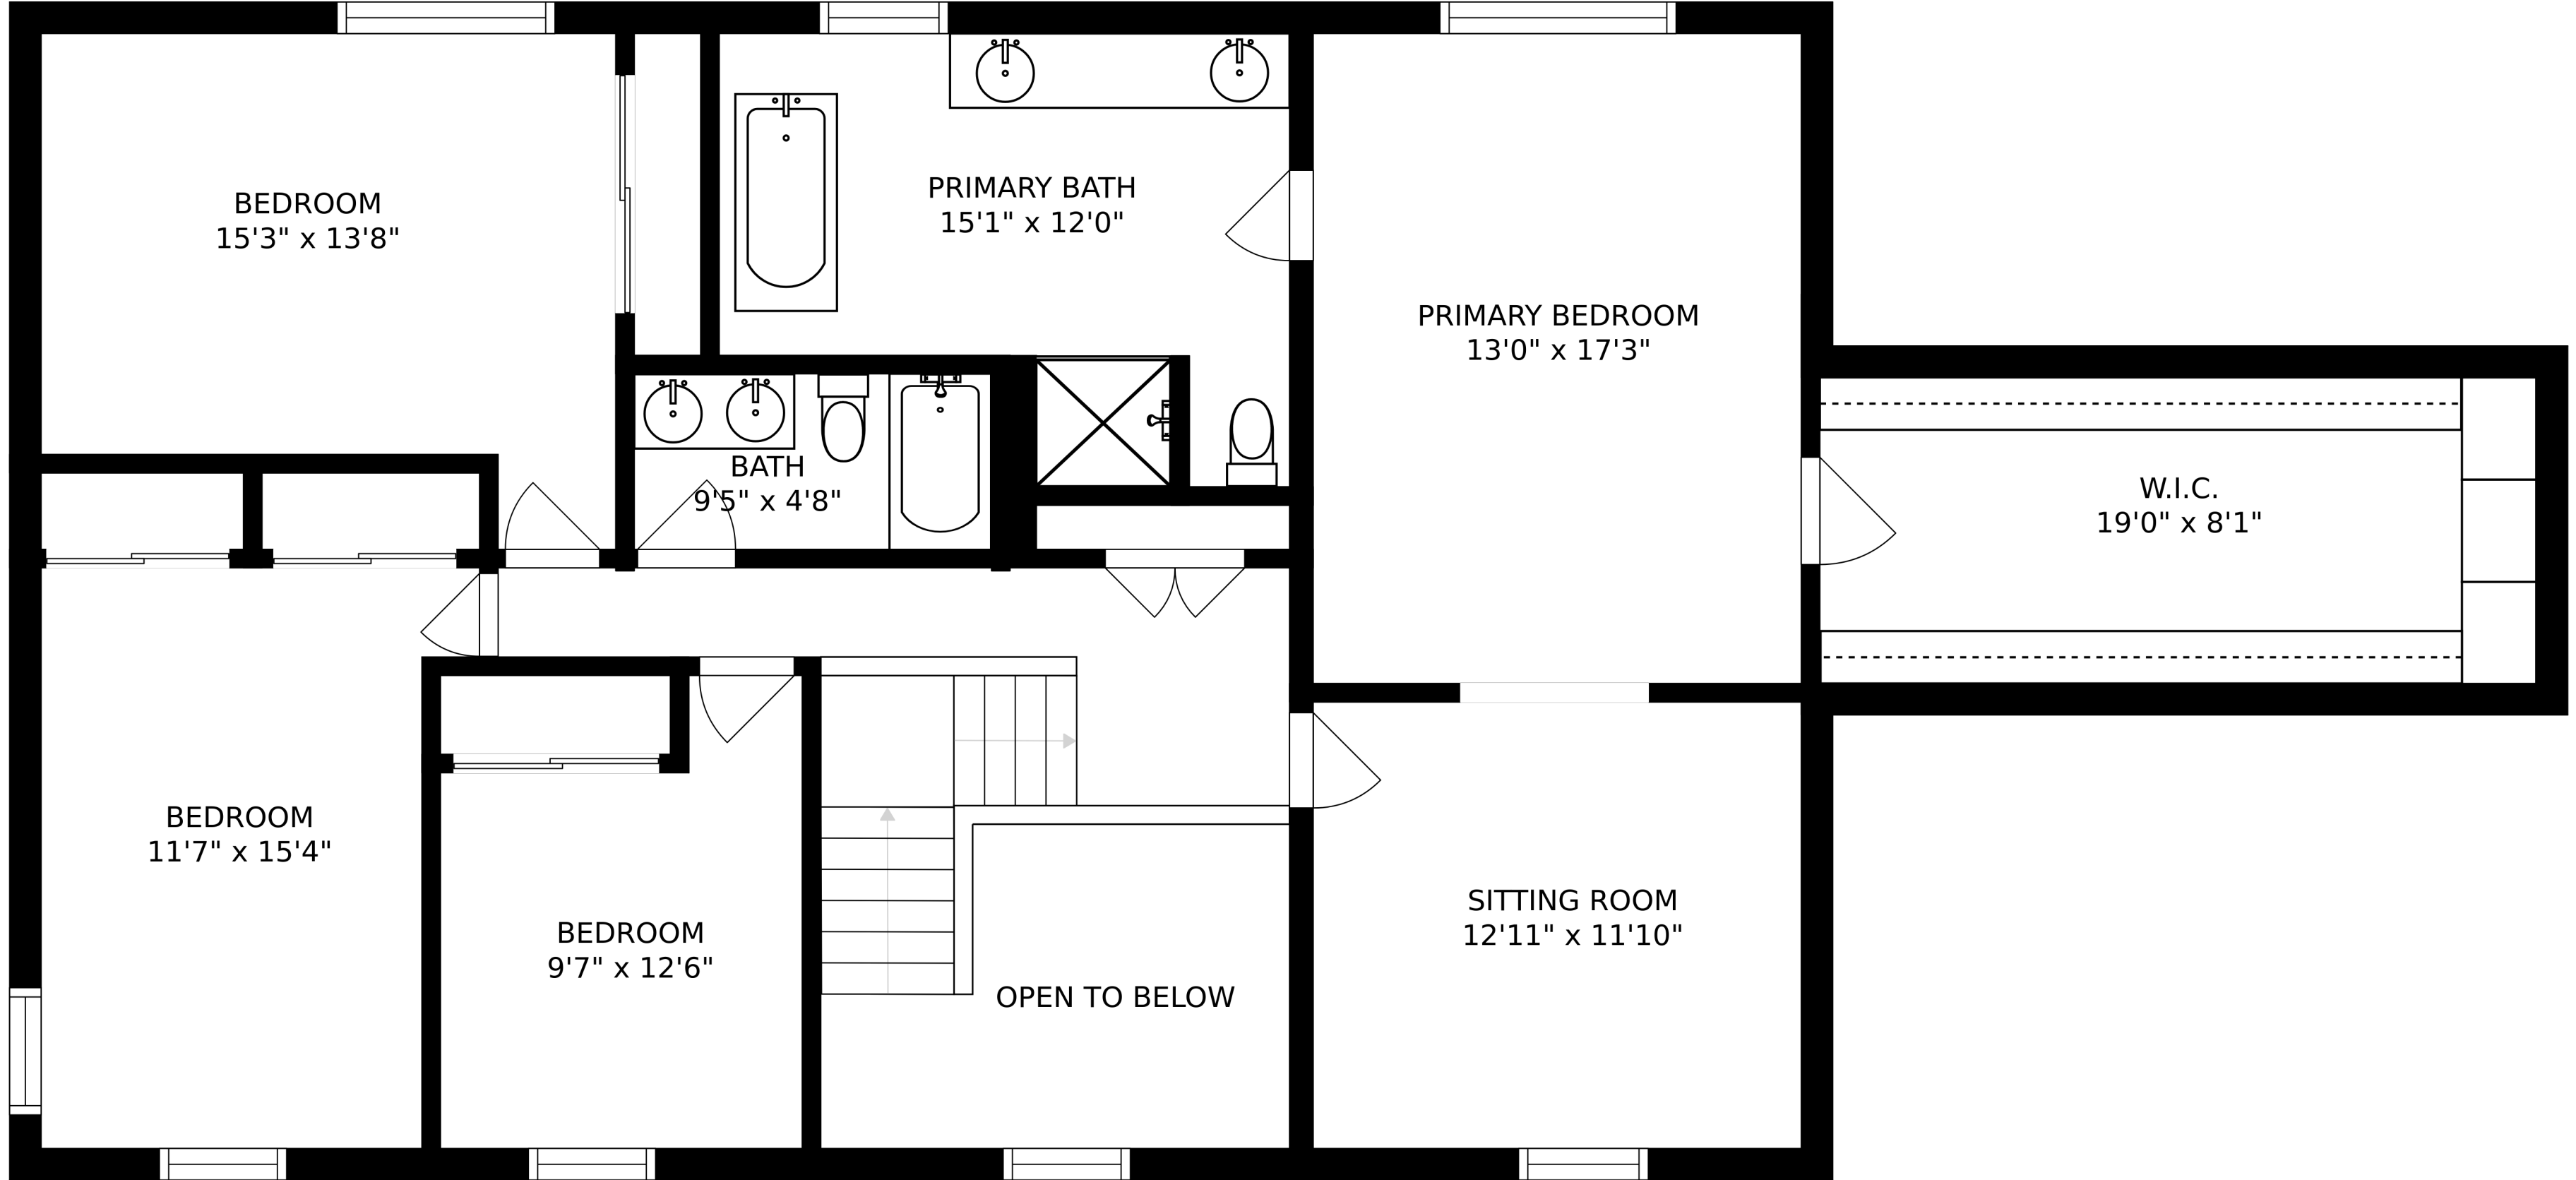 BEDROOM
15'3" x 13'8"
PRIMARY BATH
15'1" x 12'0"
PRIMARY BEDROOM
13'0" x 17'3"
BATH
9'5" x 4'8"
W.I.C.
19'0" x 8'1"
BEDROOM
11'7" x 15'4"
BEDROOM
9'7" x 12'6"
OPEN TO BELOW
SITTING ROOM
12'11" x 11'10"